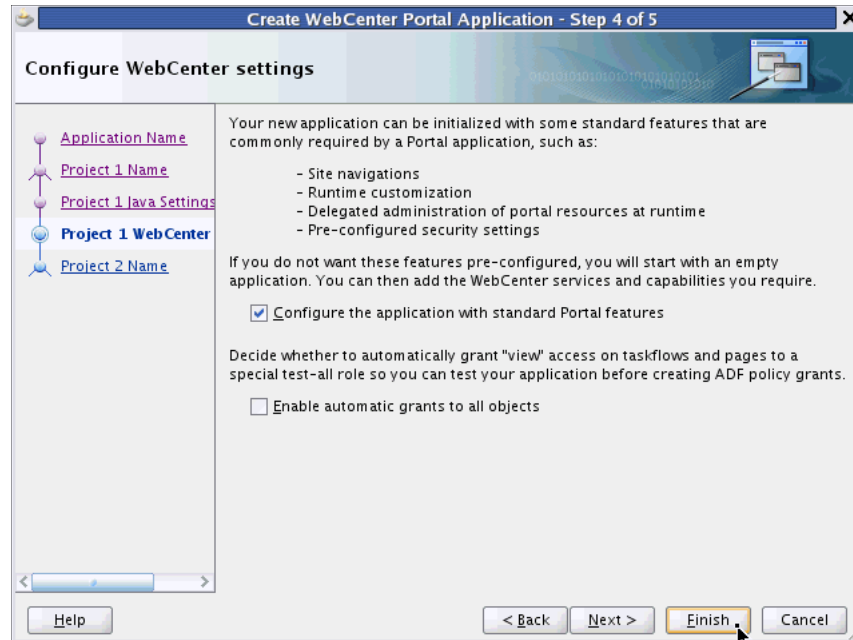 Create WebCenter Portal Application - Step 4 of 5
Configure WebCenter settings
Application Name
Project 1 Name
Project 1 Java Settings
Project 1 WebCenter
Project 2 Name
Your new application can be initialized with some standard features that are
commonly required by a Portal application, such as:
- Site navigations
- Runtime customization
- Delegated administration of portal resources at runtime
- Pre-configured security settings
If you do not want these features pre-configured, you will start with an empty
application. You can then add the WebCenter services and capabilities you require.
Configure the application with standard Portal features
Decide whether to automatically grant "view" access on taskflows and pages to a
special test-all role so you can test your application before creating ADF policy grants.
Enable automatic grants to all objects
Help
< Back
Next >
Finish
Cancel